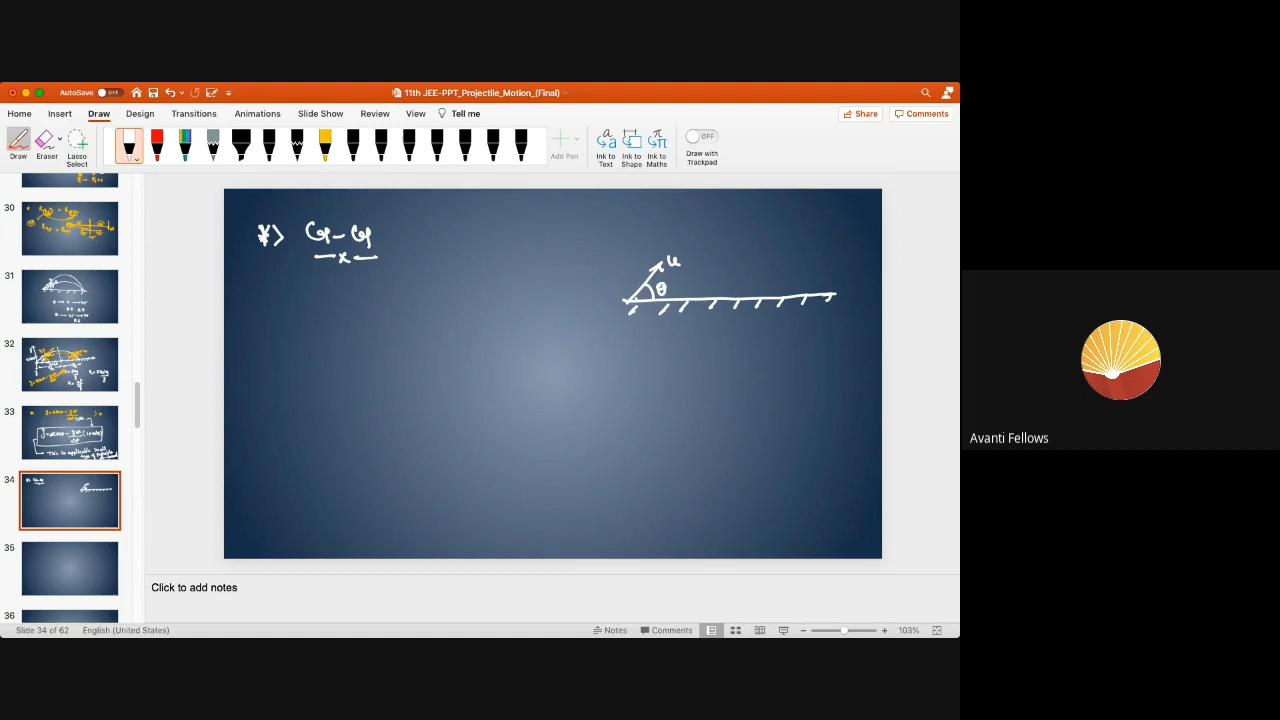 AutoSave OFF
11th JEE-PPT_Projectile_Motion_(Final)
Home Insert Draw Design Transitions Animations Slide Show Review View Tell me Share Comments
Draw Eraser Lasso Select Add Pen Ink to Text Ink to Shape Ink to Maths OFF Draw with Trackpad
30
31
32
33
34
35
36
G - G
x
u
θ
Click to add notes
Slide 34 of 62 English (United States) Notes Comments 103%
Avanti Fellows